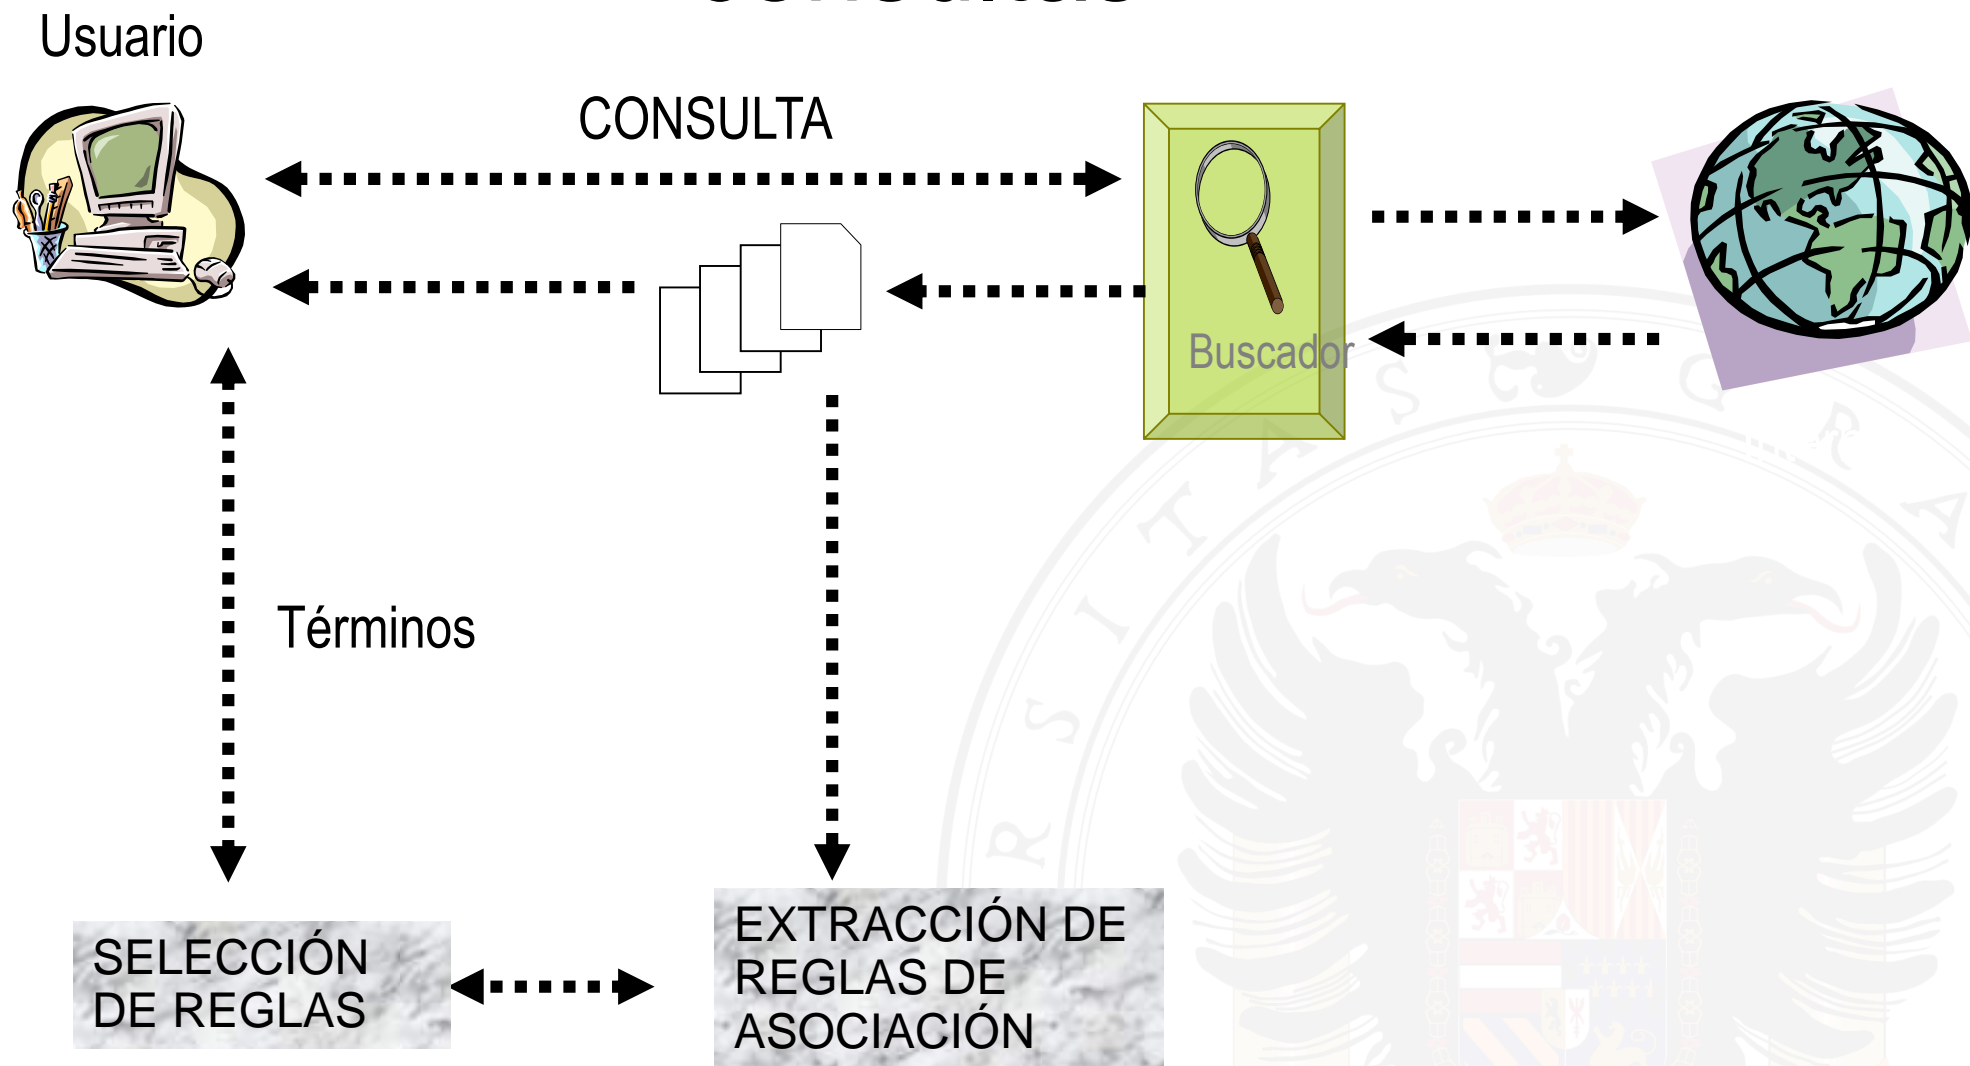 Usuario
CONSULTA
Buscador
Términos
SELECCIÓN
DE REGLAS
EXTRACCIÓN DE
REGLAS DE
ASOCIACIÓN